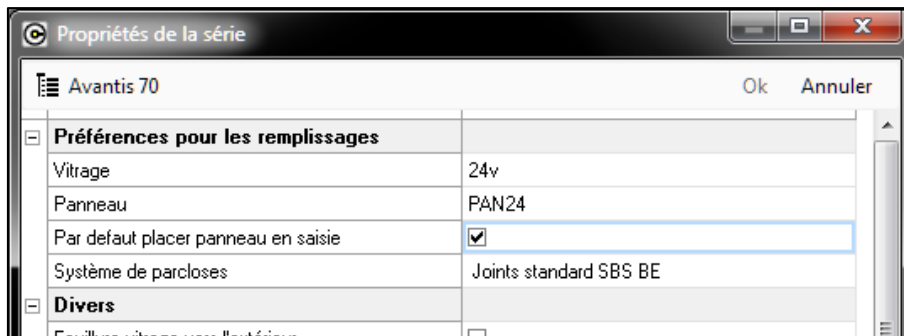 Propriétés de la série
Avantis 70 Ok Annuler
Préférences pour les remplissages
Vitrage 24v
Panneau PAN24
Par defaut placer panneau en saisie
Système de parcloses Joints standard SBS BE
Divers